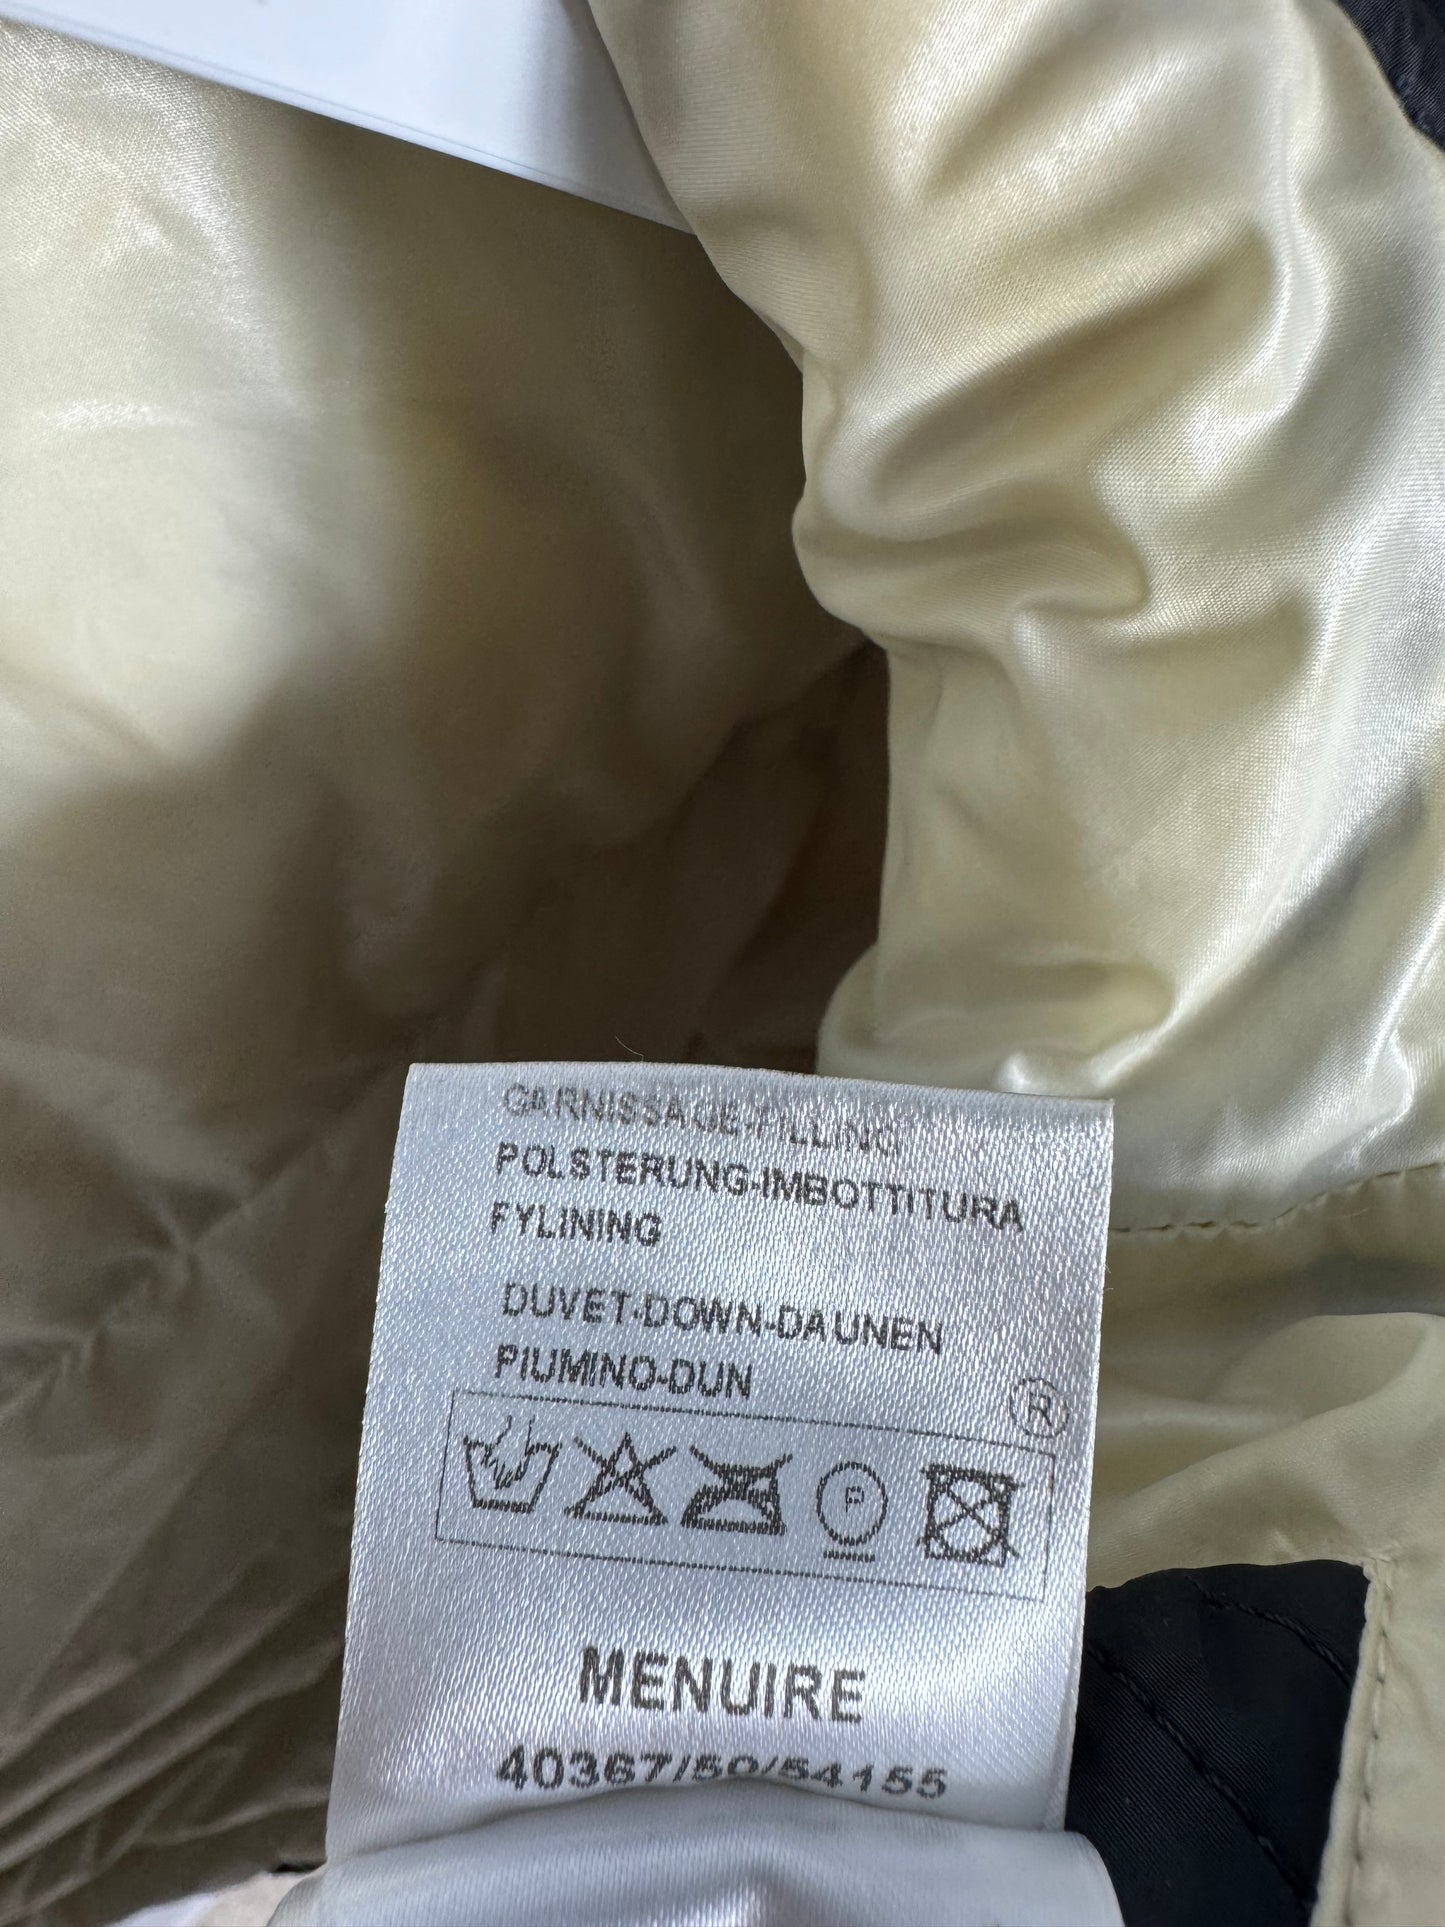 GARNISSAGE-FILLING
POLSTERUNG-IMBOTTITURA
FYLINING
DUVET-DOWN-DAUNEN
PIUMINO-DUN
®
P
MENUIRE
40367/50/54155